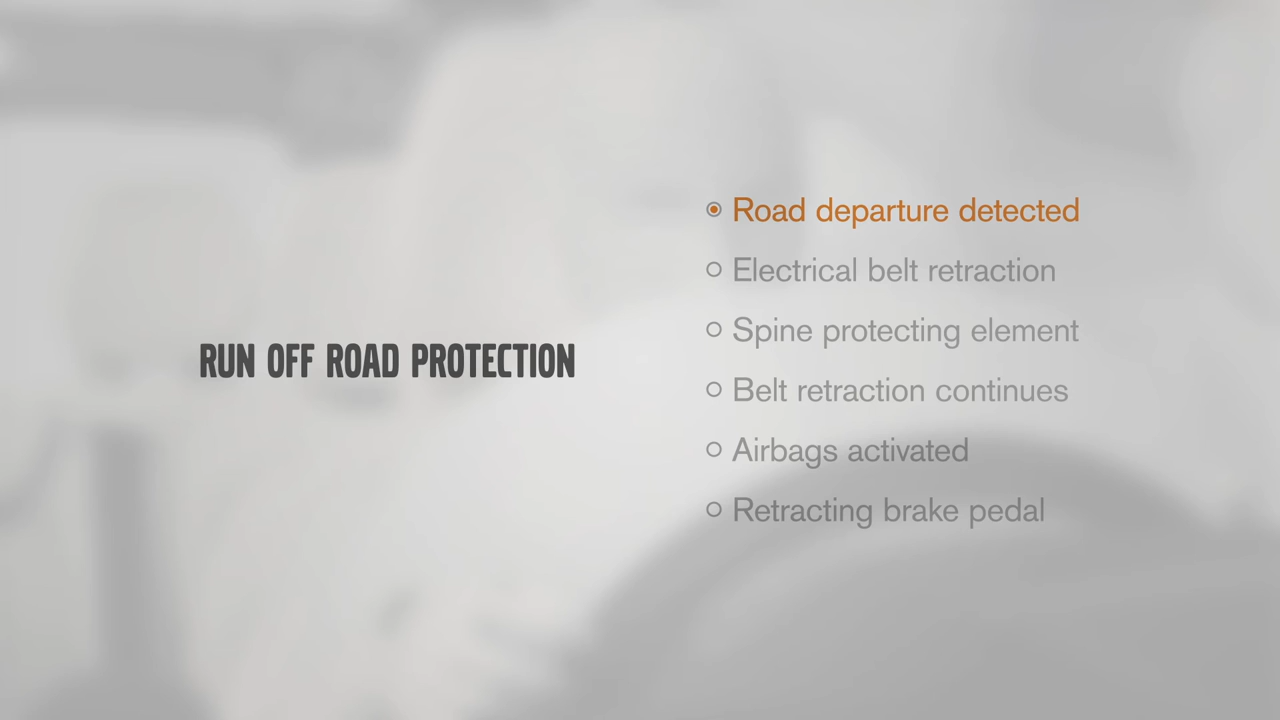 RUN OFF ROAD PROTECTION
Road departure detected
Electrical belt retraction
Spine protecting element
Belt retraction continues
Airbags activated
Retracting brake pedal